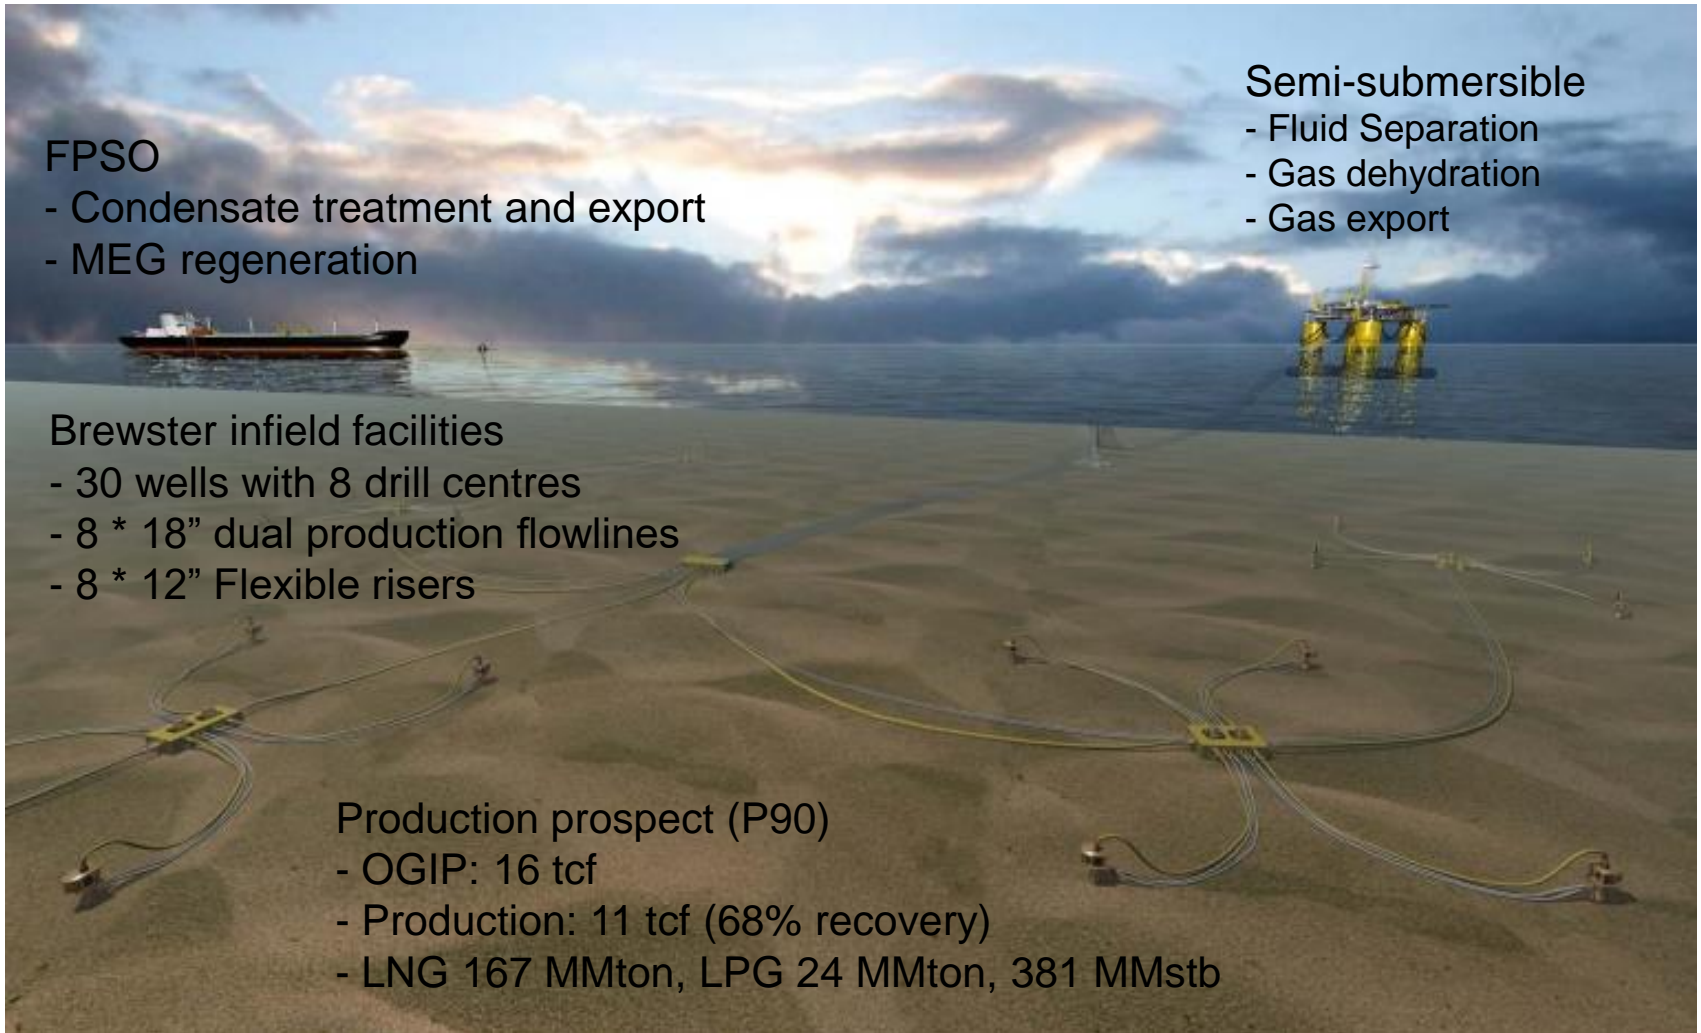 FPSO
- Condensate treatment and export
- MEG regeneration
Semi-submersible
- Fluid Separation
- Gas dehydration
- Gas export
Brewster infield facilities
- 30 wells with 8 drill centres
- 8 * 18” dual production flowlines
- 8 * 12” Flexible risers
Production prospect (P90)
- OGIP: 16 tcf
- Production: 11 tcf (68% recovery)
- LNG 167 MMton, LPG 24 MMton, 381 MMstb